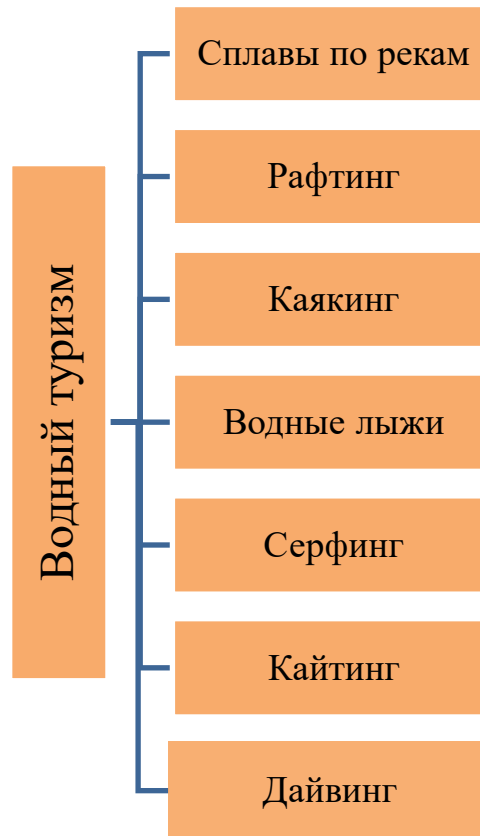 Водный туризм
Сплавы по рекам
Рафтинг
Каякинг
Водные лыжи
Серфинг
Кайтинг
Дайвинг